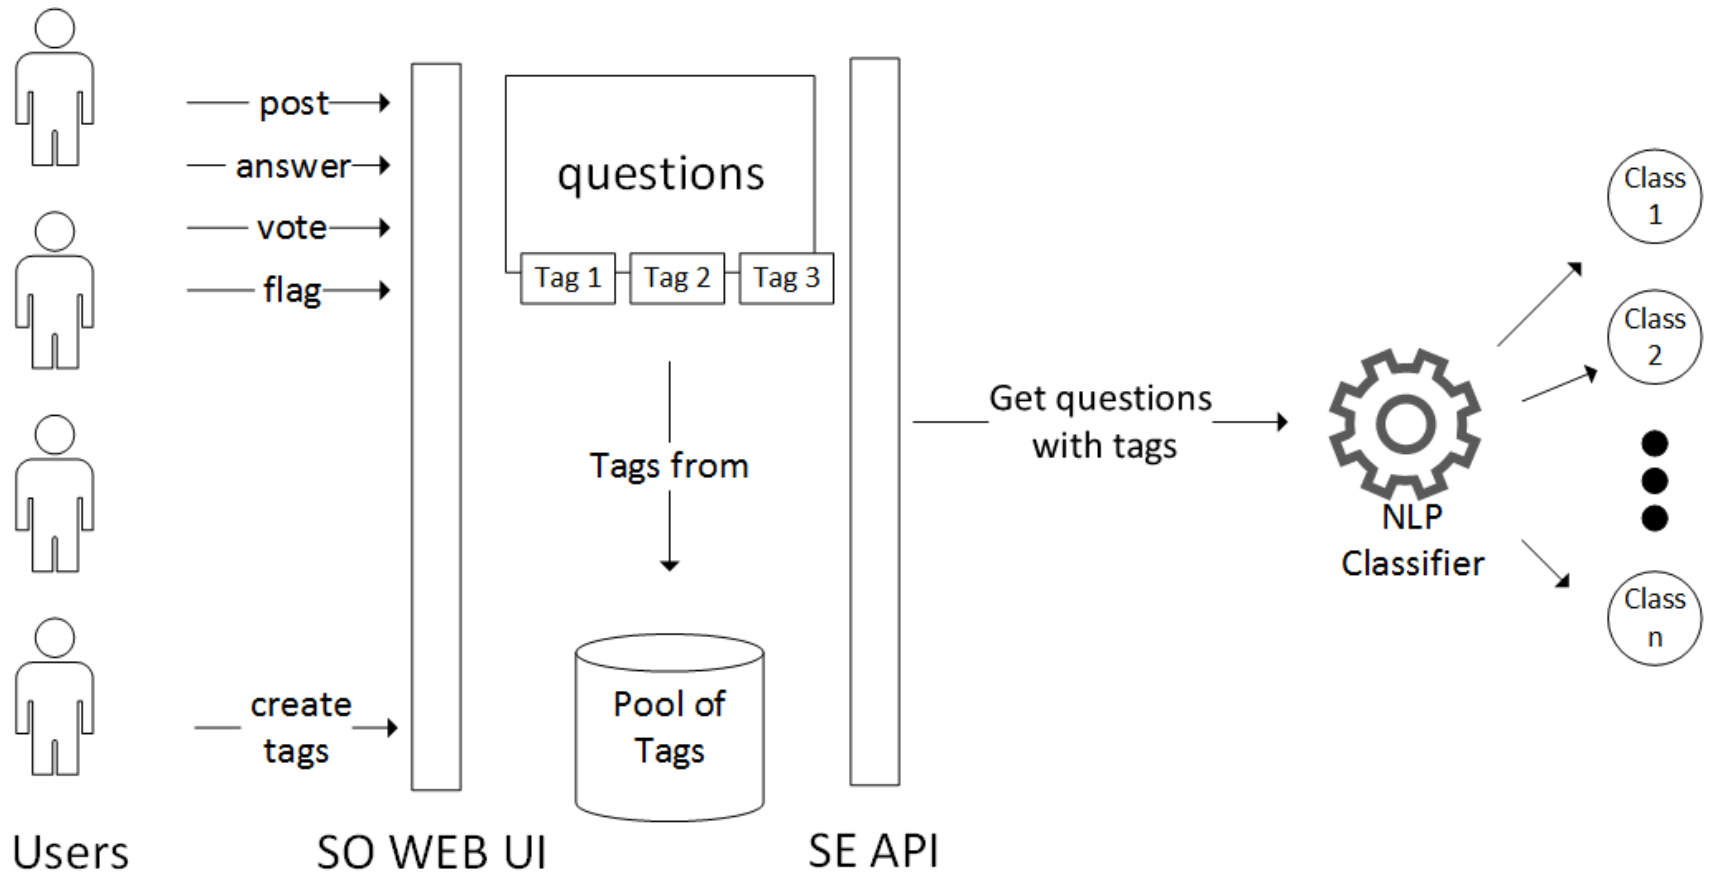 post
answer
vote
flag
create
tags
Users
SO WEB UI
questions
Tag 1
Tag 2
Tag 3
Tags from
Pool of
Tags
SE API
Get questions
with tags
NLP
Classifier
Class
1
Class
2
Class
n